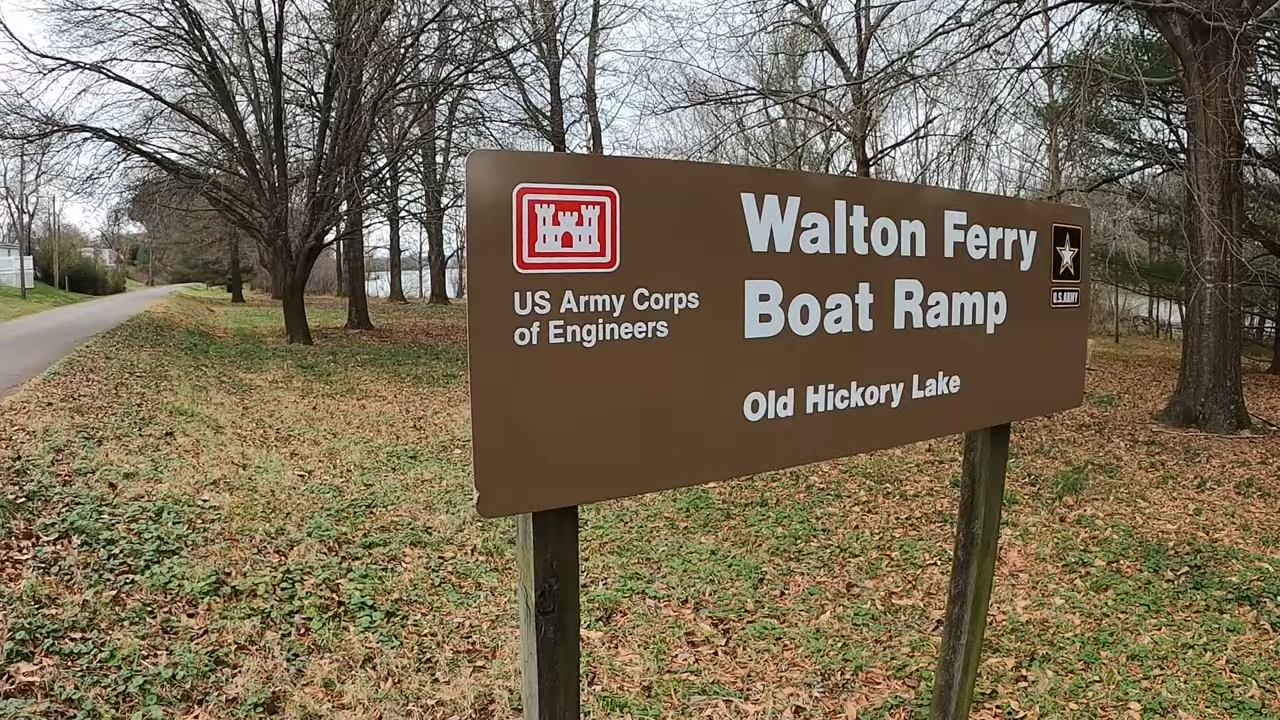 US Army Corps
of Engineers
Walton Ferry
Boat Ramp
Old Hickory Lake
U.S.ARMY